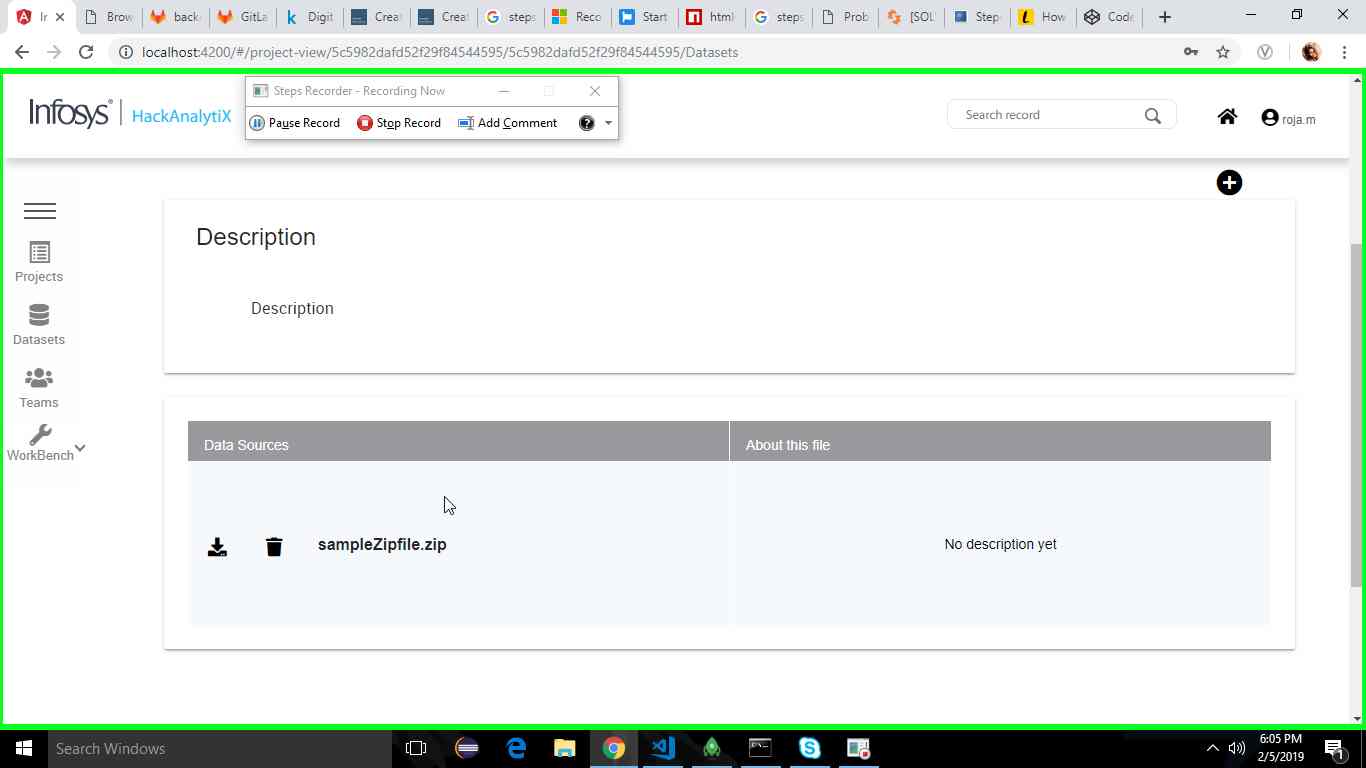 Ir
Brow
back
GitLa
Digit
Creat
Creat
steps
Reco
Start
html
steps
Prob
[SOL
Step
How
Code
localhost:4200/#/project-view/5c5982dafd52f29f84544595/5c5982dafd52f29f84544595/Datasets
Steps Recorder - Recording Now
Pause Record Stop Record Add Comment
Infosys® | HackAnalytiX
Search record
roja.m
Projects
Datasets
Teams
WorkBench
Description
Description
Data Sources About this file
sampleZipfile.zip No description yet
Search Windows
6:05 PM
2/5/2019
1